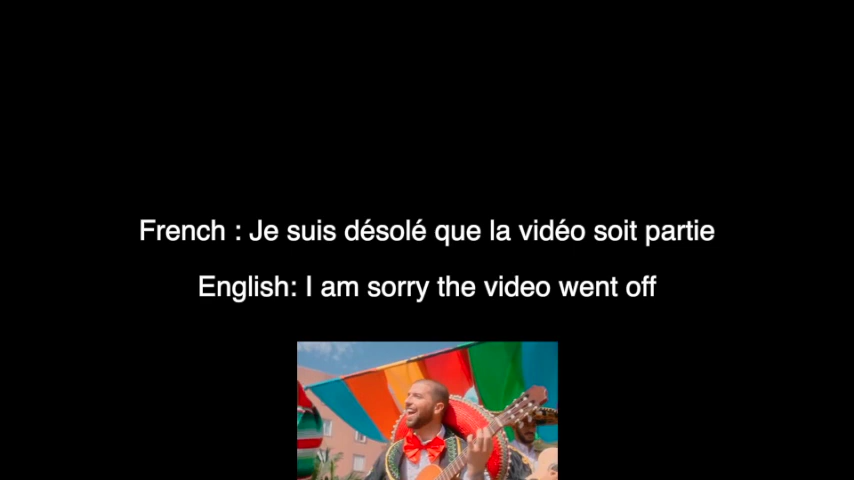 French : Je suis désolé que la vidéo soit partie
English: I am sorry the video went off